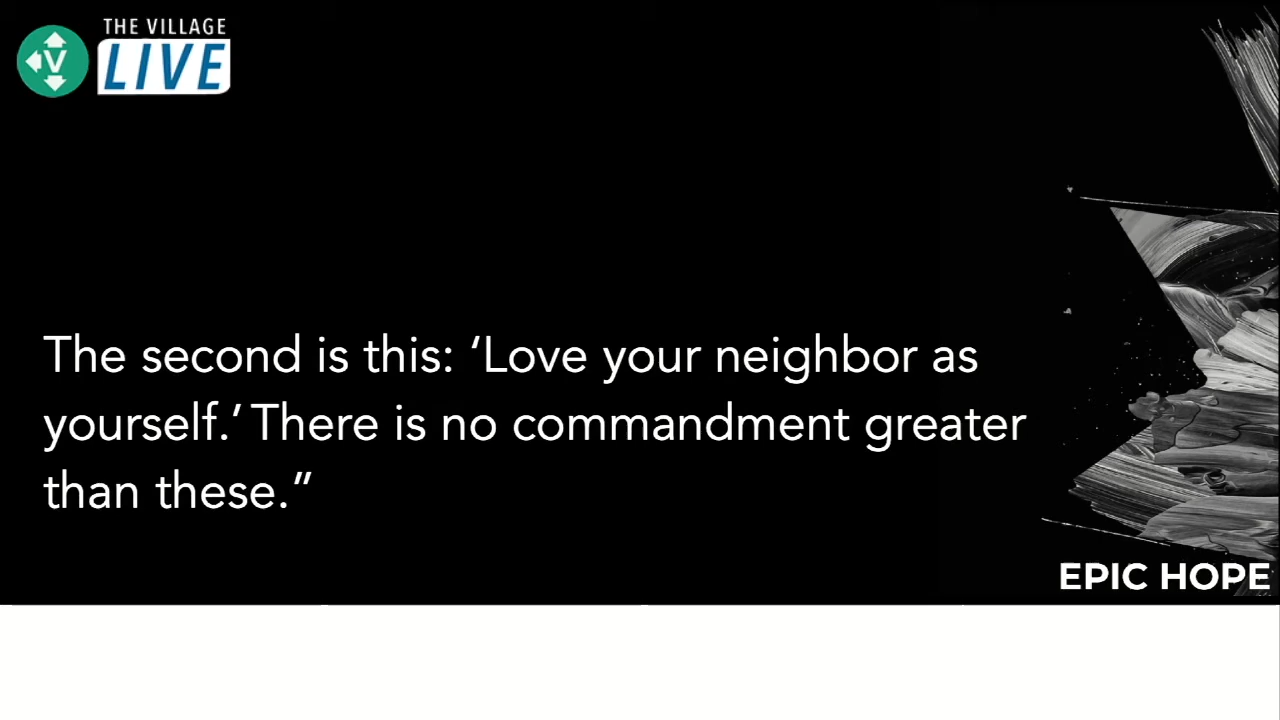 THE VILLAGE
V
LIVE
The second is this: ‘Love your neighbor as
yourself.’ There is no commandment greater
than these.”
EPIC HOPE